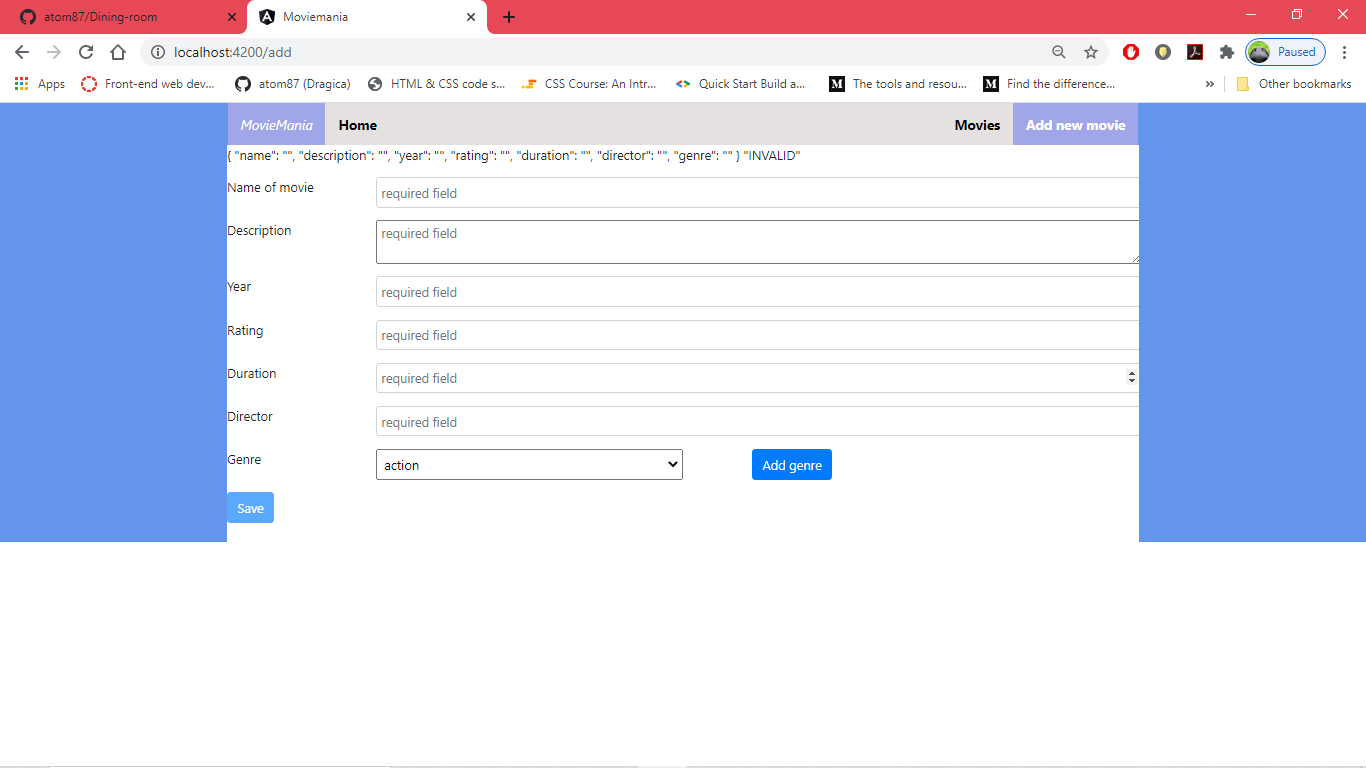 atom87/Dining-room Moviemania
localhost:4200/add Paused
Apps Front-end web dev... atom87 (Dragica) HTML & CSS code s... CSS Course: An Intr... Quick Start Build a... The tools and resou... Find the difference... » Other bookmarks
MovieMania Home Movies Add new movie
{ "name": "", "description": "", "year": "", "rating": "", "duration": "", "director": "", "genre": "" } "INVALID"
Name of movie required field
Description required field
Year required field
Rating required field
Duration required field
Director required field
Genre action Add genre
Save